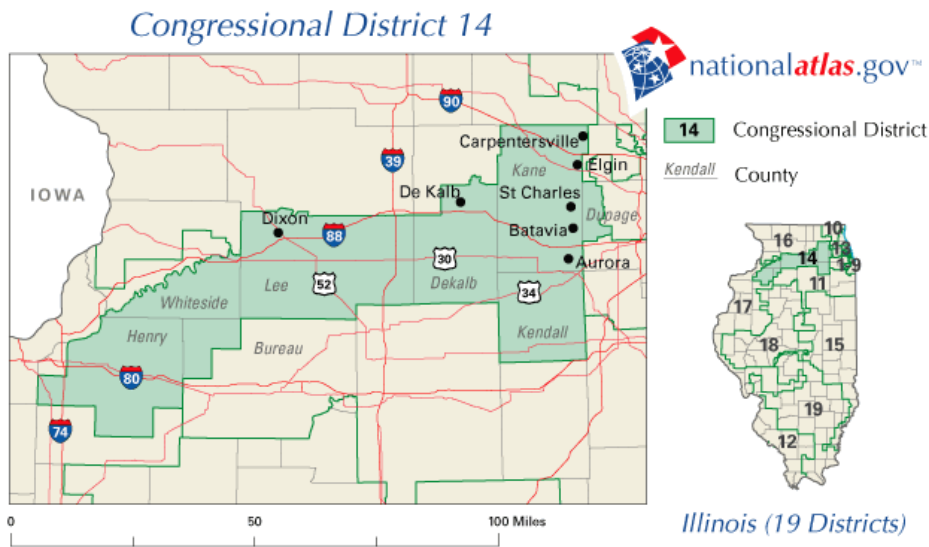 Congressional District 14
nationalatlas.gov™
14 Congressional District
Kendall County
90
Carpentersville
39
Kane
Elgin
IOWA
De Kalb
St Charles
Dupage
Dixon
88
Batavia
30
Aurora
52
Lee
Dekalb
34
Whiteside
Henry
Bureau
Kendall
80
74
10
16
13
14
9
11
17
18
15
19
12
0 50 100 Miles
Illinois (19 Districts)